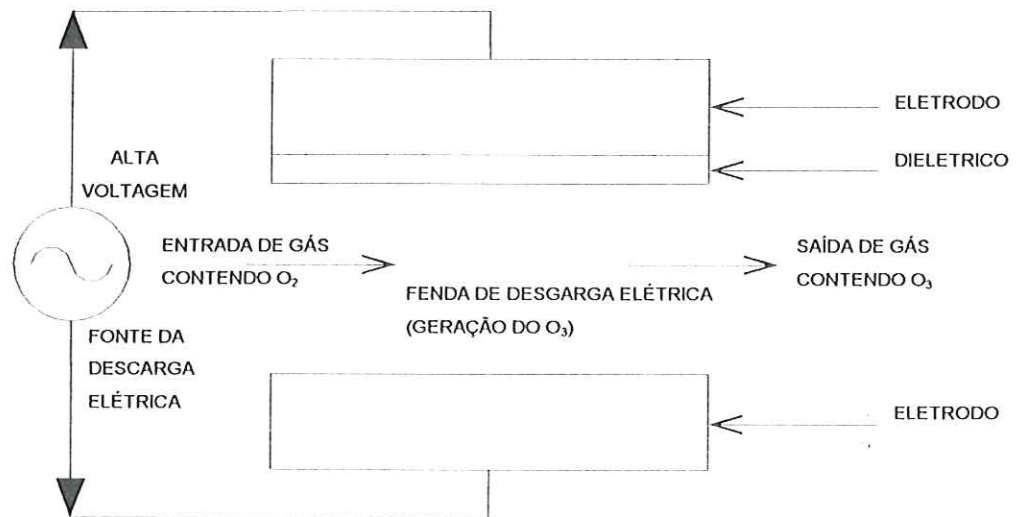 ELETRODO
ALTA
VOLTAGEM
DIELETRICO
ENTRADA DE GÁS
CONTENDO O₂
SAÍDA DE GÁS
CONTENDO O₃
FENDA DE DESGARGA ELÉTRICA
(GERAÇÃO DO O₃)
FONTE DA
DESCARGA
ELÉTRICA
ELETRODO